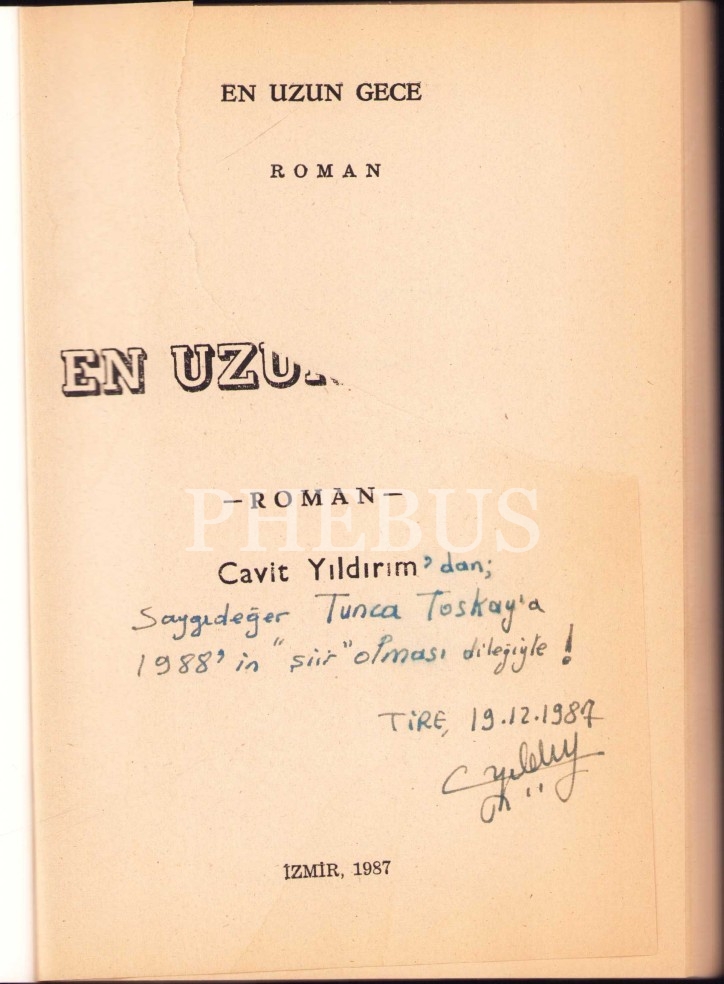 EN UZUN GECE
ROMAN
EN UZUN
—ROMAN—
PHEBUS
Cavit Yıldırım'dan;
Saygıdeğer Tunca Toskay'a
1988'in "şiir" olması dileğiyle!
TİRE, 19.12.1987
İZMİR, 1987